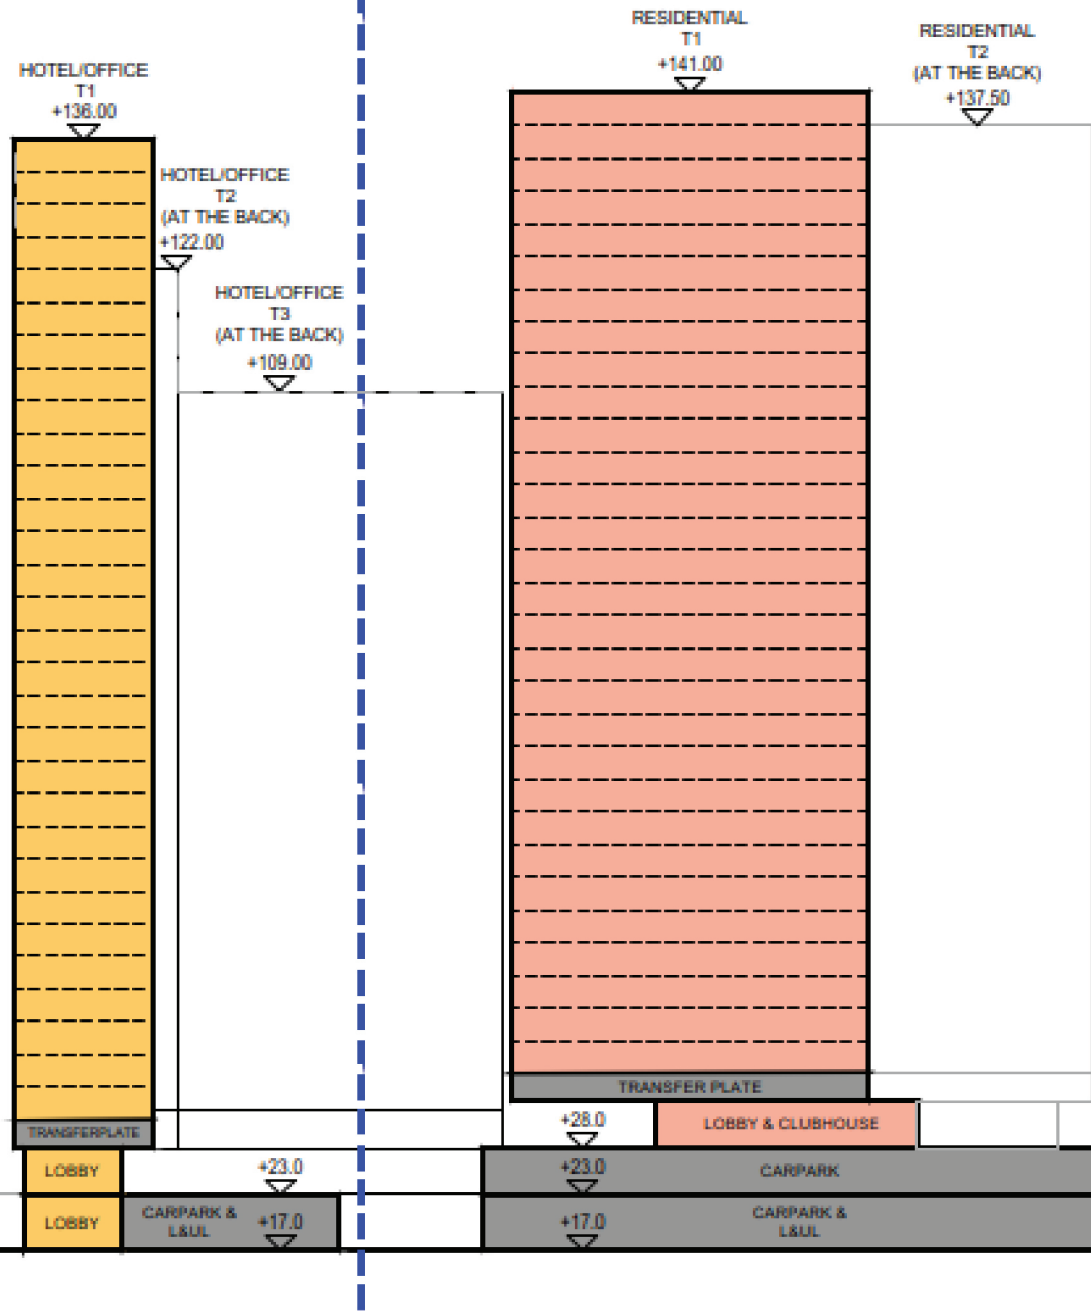 HOTEL/OFFICE
T1
+136.00
HOTEL/OFFICE
T2
(AT THE BACK)
+122.00
HOTEL/OFFICE
T3
(AT THE BACK)
+109.00
RESIDENTIAL
T1
+141.00
RESIDENTIAL
T2
(AT THE BACK)
+137.50
TRANSFERPLATE
LOBBY
LOBBY
+23.0
CARPARK &
L&UL
+17.0
TRANSFER PLATE
+28.0
LOBBY & CLUBHOUSE
+23.0
CARPARK
+17.0
CARPARK &
L&UL